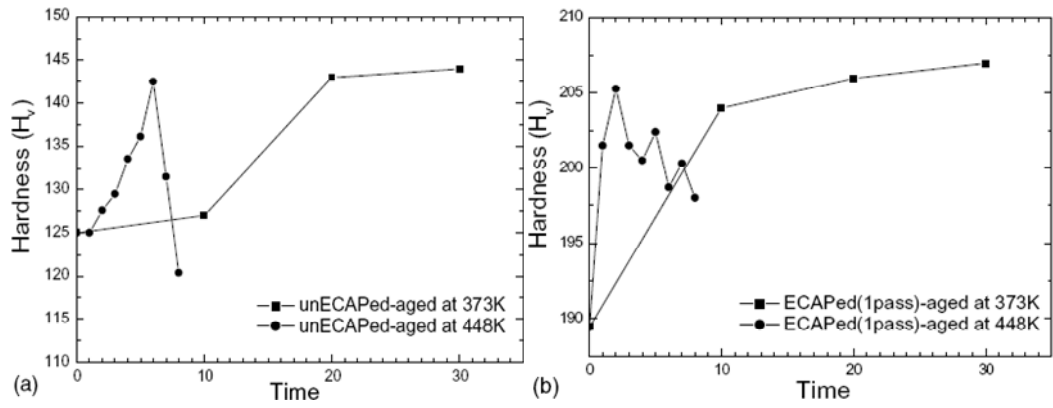 150
145
140
135
130
125
120
115
110
Hardness (Hv)
unECAPed-aged at 373K
unECAPed-aged at 448K
0 10 20 30
(a)
Time
210
205
200
195
190
Hardness (Hv)
ECAPed(1pass)-aged at 373K
ECAPed(1pass)-aged at 448K
0 10 20 30
(b)
Time